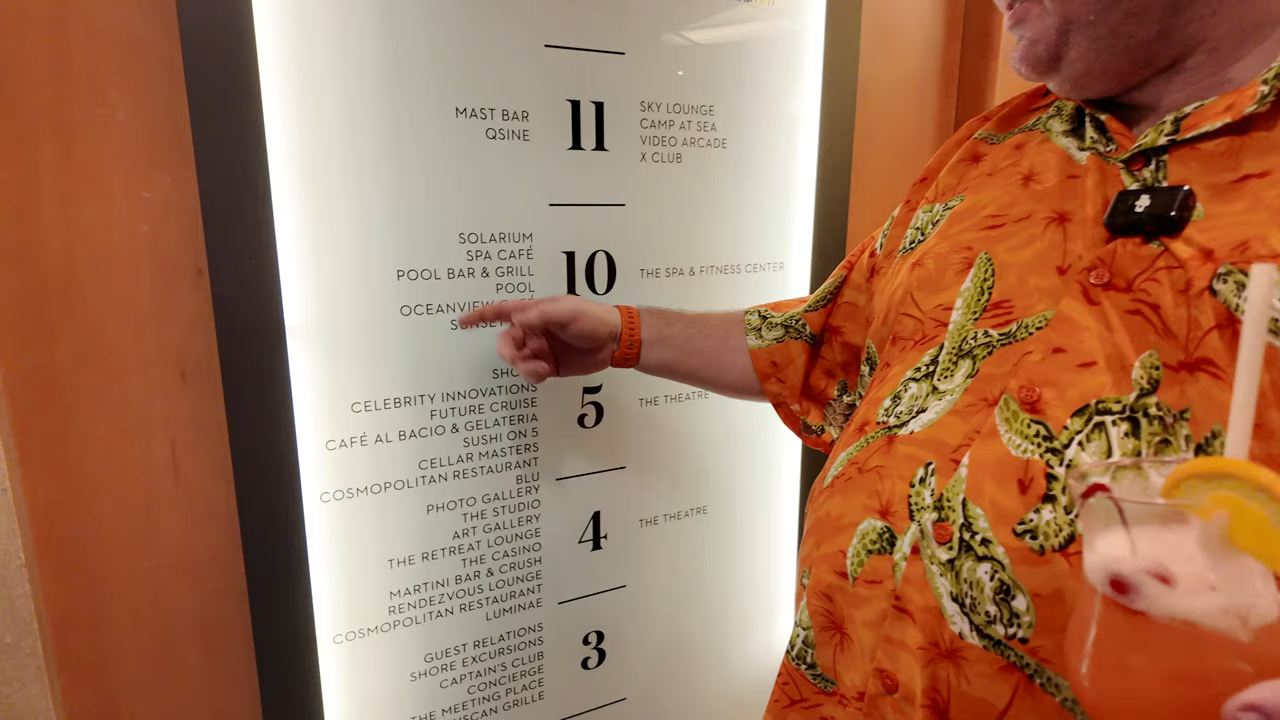 MAST BAR
QSINE
11
SKY LOUNGE
CAMP AT SEA
VIDEO ARCADE
X CLUB
SOLARIUM
SPA CAFÉ
POOL BAR & GRILL
POOL
OCEANVIEW CAFÉ
10
THE SPA & FITNESS CENTER
CELEBRITY INNOVATIONS
FUTURE CRUISE
CAFÉ AL BACIO & GELATERIA
SUSHI ON 5
CELLAR MASTERS
COSMOPOLITAN RESTAURANT
BLU
5
THE THEATRE
PHOTO GALLERY
THE STUDIO
ART GALLERY
THE RETREAT LOUNGE
THE CASINO
MARTINI BAR & CRUSH
RENDEZVOUS LOUNGE
COSMOPOLITAN RESTAURANT
LUMINAE
4
THE THEATRE
GUEST RELATIONS
SHORE EXCURSIONS
CAPTAIN'S CLUB
CONCIERGE
THE MEETING PLACE
GRILLE
3